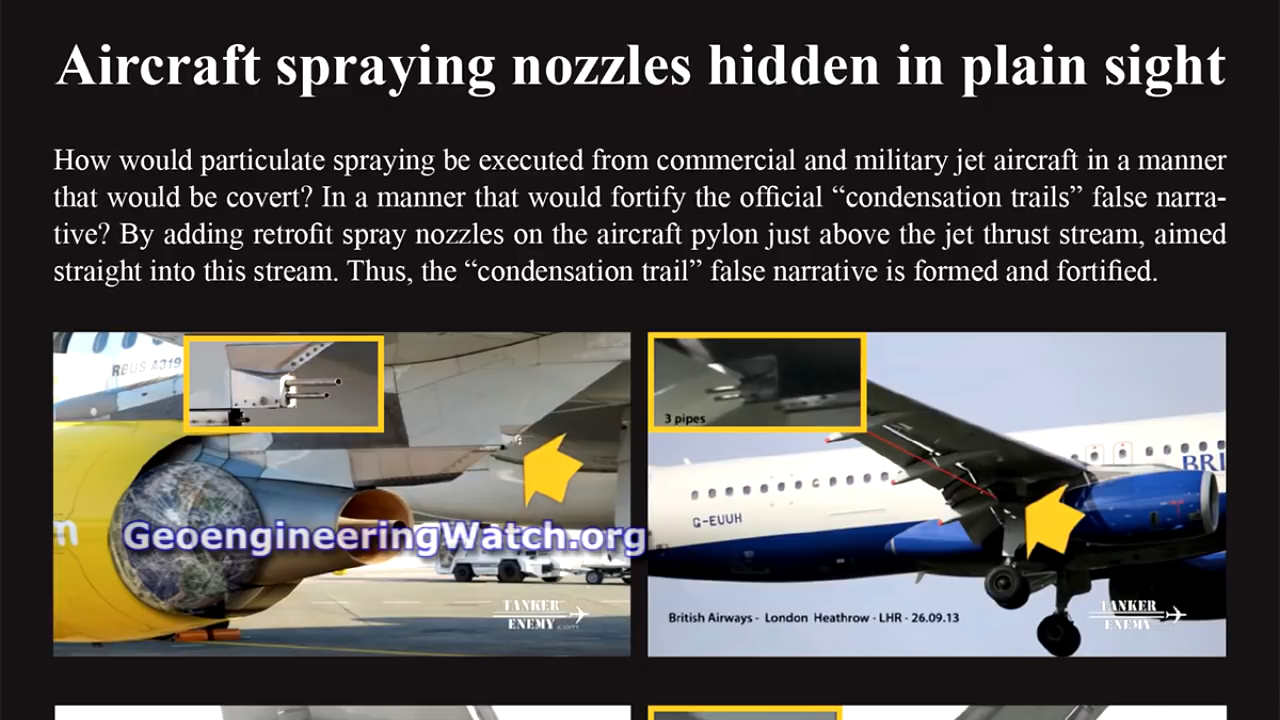 Aircraft spraying nozzles hidden in plain sight
How would particulate spraying be executed from commercial and military jet aircraft in a manner
that would be covert? In a manner that would fortify the official “condensation trails” false narra-
tive? By adding retrofit spray nozzles on the aircraft pylon just above the jet thrust stream, aimed
straight into this stream. Thus, the “condensation trail” false narrative is formed and fortified.
RBUS A319
3 pipes
BRI
G-EUUH
m
GeoengineeringWatch.org
TANKER
ENEMY.com
British Airways - London Heathrow - LHR - 26.09.13
TANKER
ENEMY